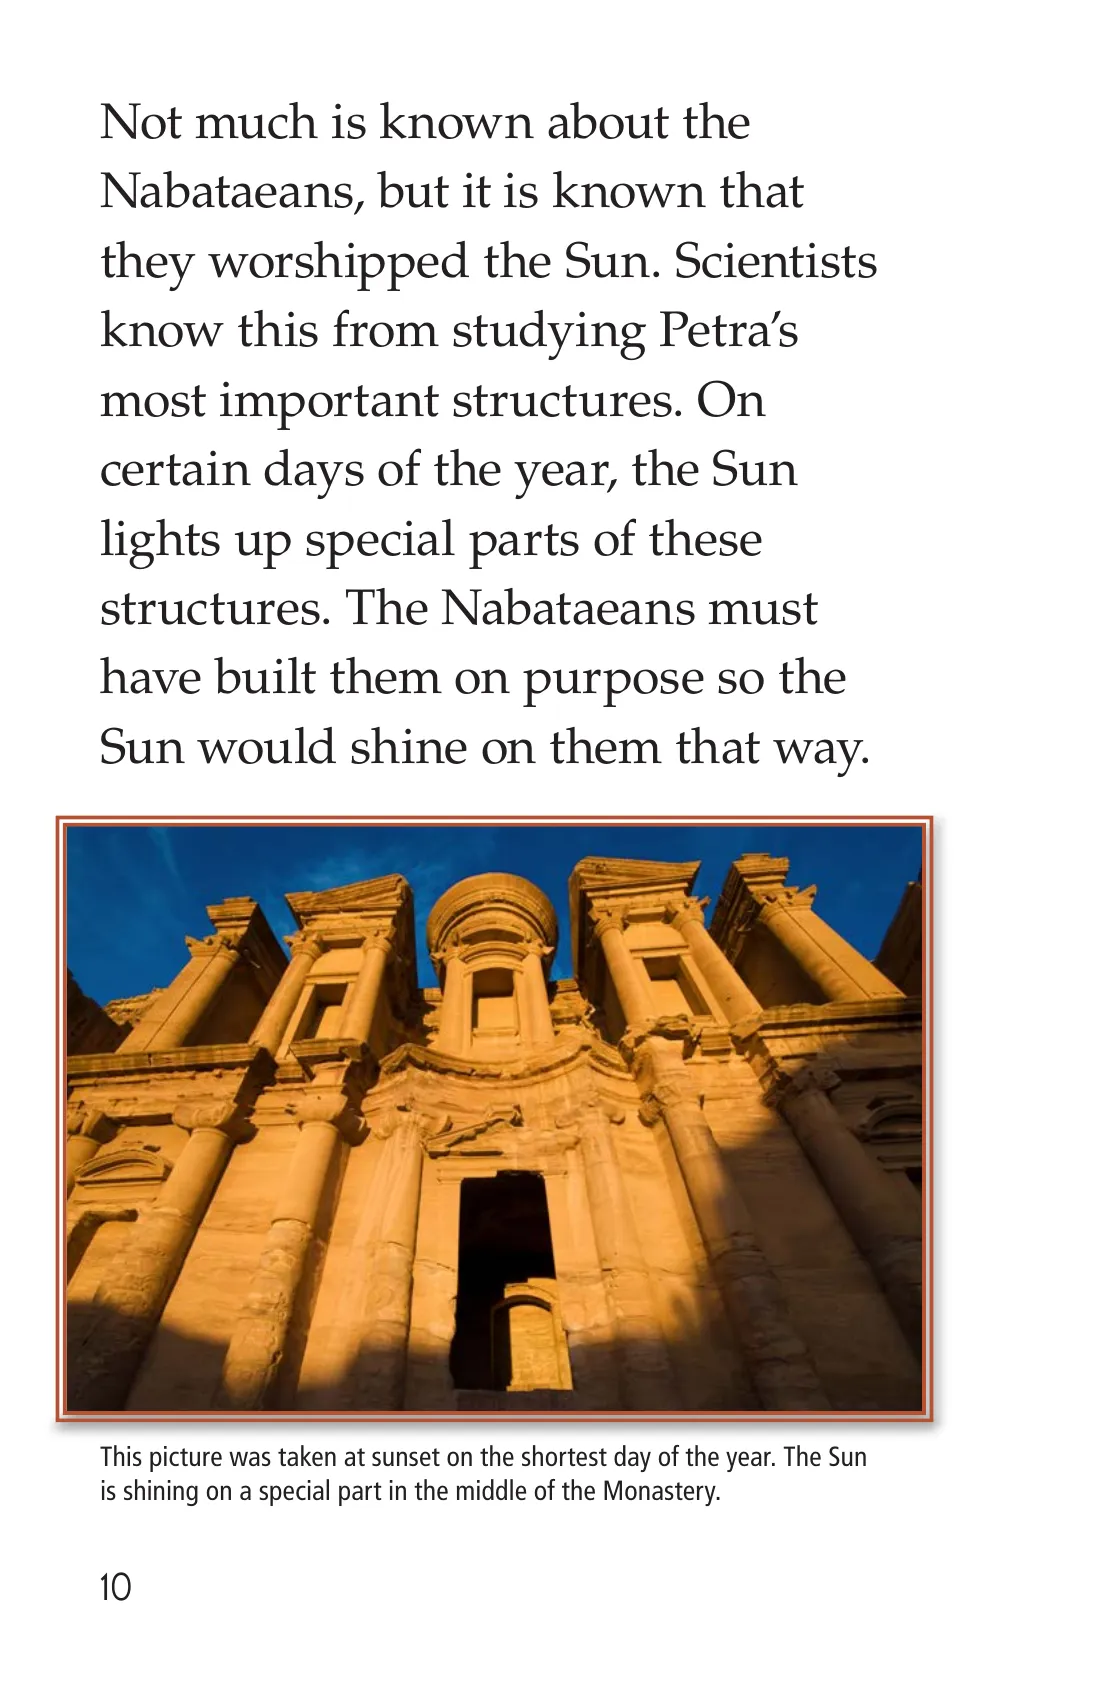 Not much is known about the
Nabataeans, but it is known that
they worshipped the Sun. Scientists
know this from studying Petra’s
most important structures. On
certain days of the year, the Sun
lights up special parts of these
structures. The Nabataeans must
have built them on purpose so the
Sun would shine on them that way.
This picture was taken at sunset on the shortest day of the year. The Sun
is shining on a special part in the middle of the Monastery.
10